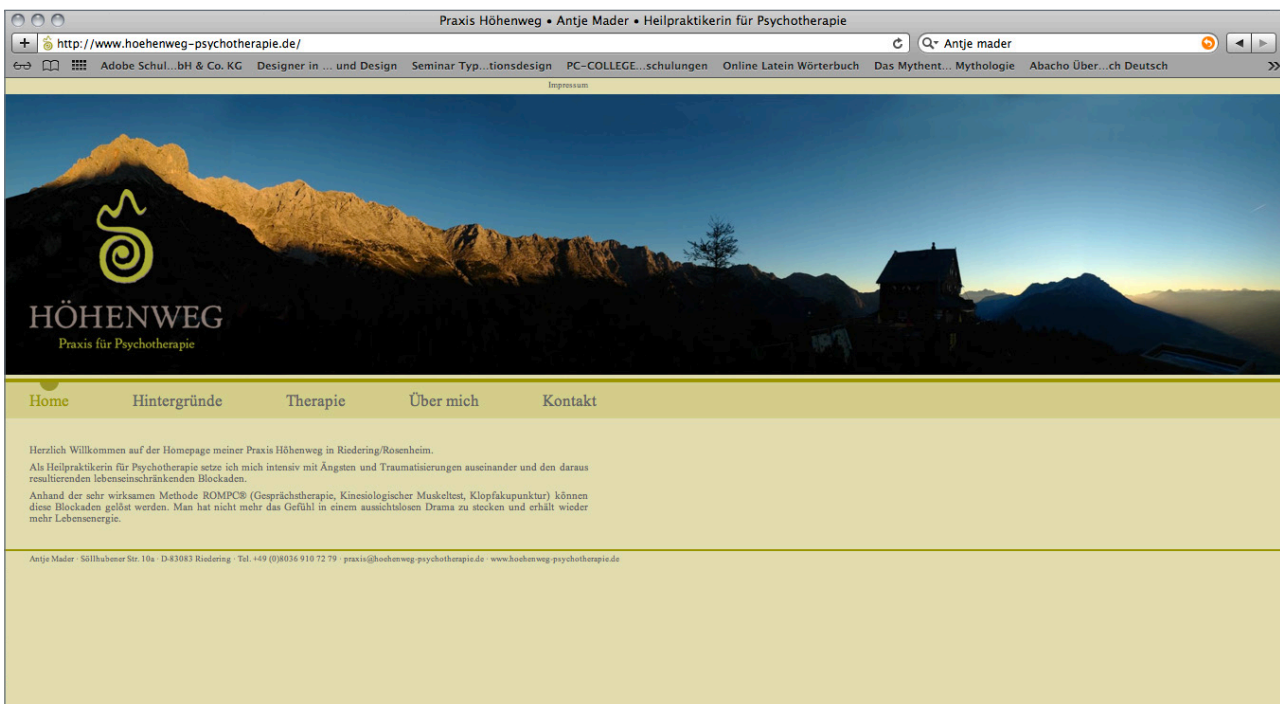 Praxis Höhenweg • Antje Mader • Heilpraktikerin für Psychotherapie
http://www.hoehenweg-psychotherapie.de/
Antje mader
Adobe Schul...bH & Co. KG Designer in ... und Design Seminar Typ...tionsdesign PC-COLLEGE...schulungen Online Latein Wörterbuch Das Mythent... Mythologie Abacho Über...ch Deutsch
Impressum
HÖHENWEG
Praxis für Psychotherapie
Home Hintergründe Therapie Über mich Kontakt
Herzlich Willkommen auf der Homepage meiner Praxis Höhenweg in Riedering/Rosenheim.
Als Heilpraktikerin für Psychotherapie setze ich mich intensiv mit Ängsten und Traumatisierungen auseinander und den daraus
resultierenden lebenseinschränkenden Blockaden.
Anhand der sehr wirksamen Methode ROMPC® (Gesprächstherapie, Kinesiologischer Muskeltest, Klopfakupunktur) können
diese Blockaden gelöst werden. Man hat nicht mehr das Gefühl in einem aussichtslosen Drama zu stecken und erhält wieder
mehr Lebensenergie.
Antje Mader · Söllhubener Str. 10a · D-83083 Riedering · Tel. +49 (0)8036 910 72 79 · praxis@hoehenweg-psychotherapie.de · www.hoehenweg-psychotherapie.de